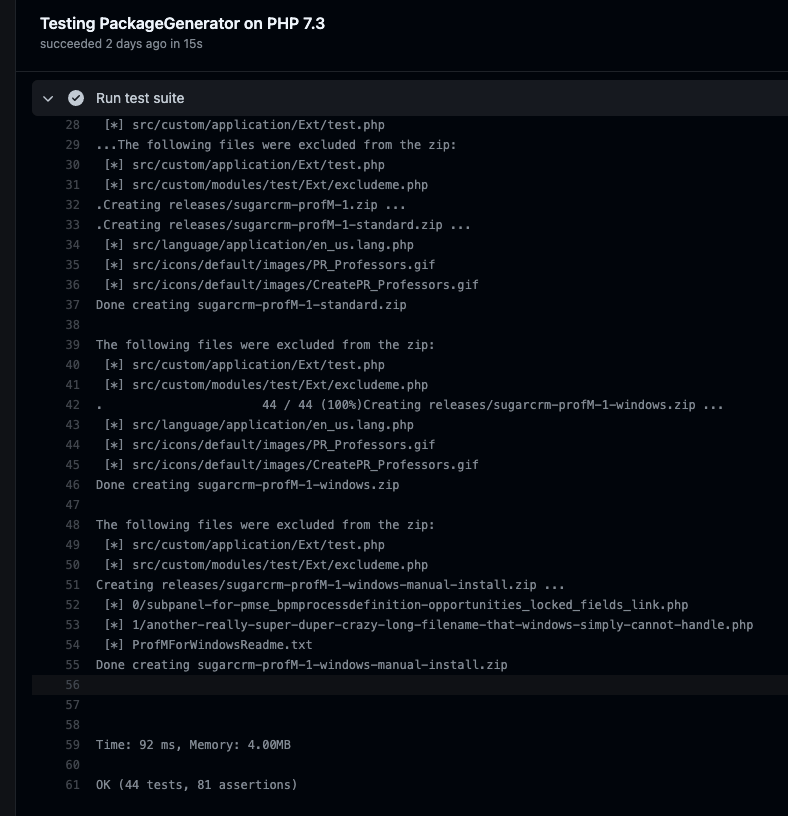 Testing PackageGenerator on PHP 7.3
succeeded 2 days ago in 15s
Run test suite
28 [*] src/custom/application/Ext/test.php
29 ...The following files were excluded from the zip:
30 [*] src/custom/application/Ext/test.php
31 [*] src/custom/modules/test/Ext/excludeme.php
32 .Creating releases/sugarcrm-profM-1.zip ...
33 .Creating releases/sugarcrm-profM-1-standard.zip ...
34 [*] src/language/application/en_us.lang.php
35 [*] src/icons/default/images/PR_Professors.gif
36 [*] src/icons/default/images/CreatePR_Professors.gif
37 Done creating sugarcrm-profM-1-standard.zip
38
39 The following files were excluded from the zip:
40 [*] src/custom/application/Ext/test.php
41 [*] src/custom/modules/test/Ext/excludeme.php
42 . 44 / 44 (100%)Creating releases/sugarcrm-profM-1-windows.zip ...
43 [*] src/language/application/en_us.lang.php
44 [*] src/icons/default/images/PR_Professors.gif
45 [*] src/icons/default/images/CreatePR_Professors.gif
46 Done creating sugarcrm-profM-1-windows.zip
47
48 The following files were excluded from the zip:
49 [*] src/custom/application/Ext/test.php
50 [*] src/custom/modules/test/Ext/excludeme.php
51 Creating releases/sugarcrm-profM-1-windows-manual-install.zip ...
52 [*] 0/subpanel-for-pmse_bpmprocessdefinition-opportunities_locked_fields_link.php
53 [*] 1/another-really-super-duper-crazy-long-filename-that-windows-simply-cannot-handle.php
54 [*] ProfMForWindowsReadme.txt
55 Done creating sugarcrm-profM-1-windows-manual-install.zip
56
57
58
59 Time: 92 ms, Memory: 4.00MB
60
61 OK (44 tests, 81 assertions)